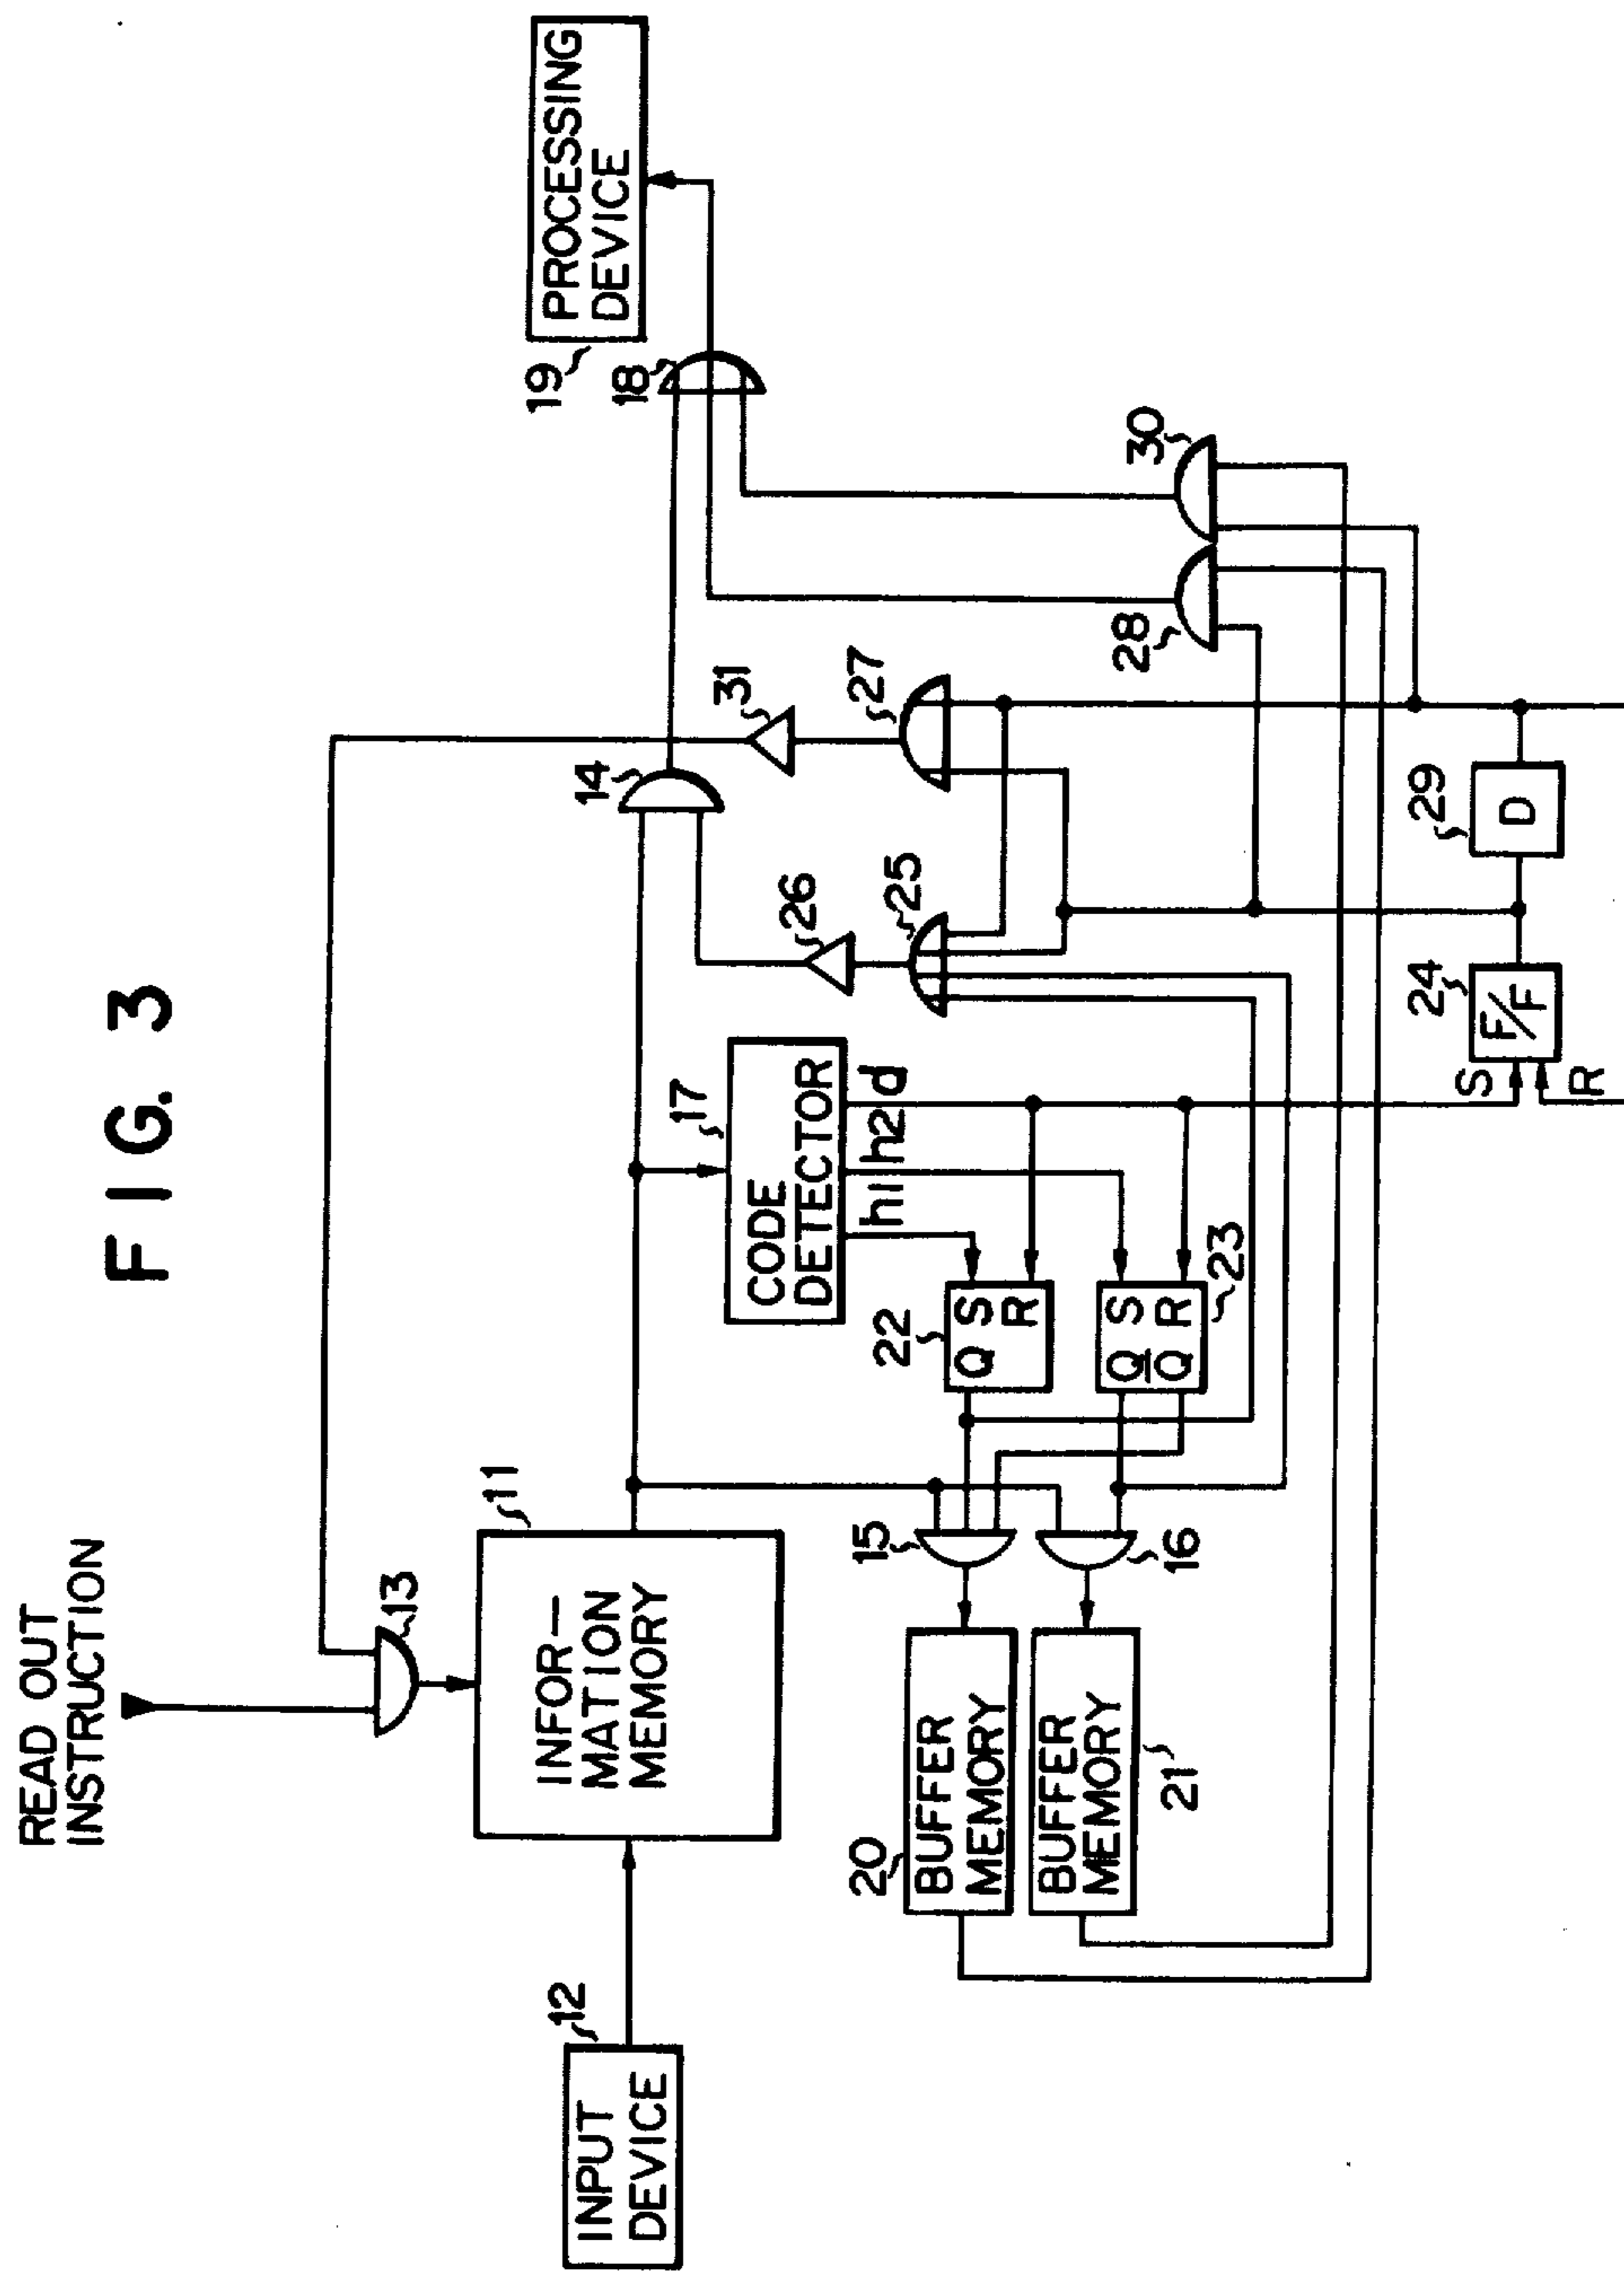 FIG. 3
READ OUT
INSTRUCTION
13
11
INFOR-
MATION
MEMORY
12
INPUT
DEVICE
17
CODE
DETECTOR
h1 h2 d
14
31
26
25
27
18
19
PROCESSING
DEVICE
15
16
20
BUFFER
MEMORY
BUFFER
MEMORY
21
22
Q S
R
Q S
Q̅ R
23
24
F/F
S
R
29
D
28
30